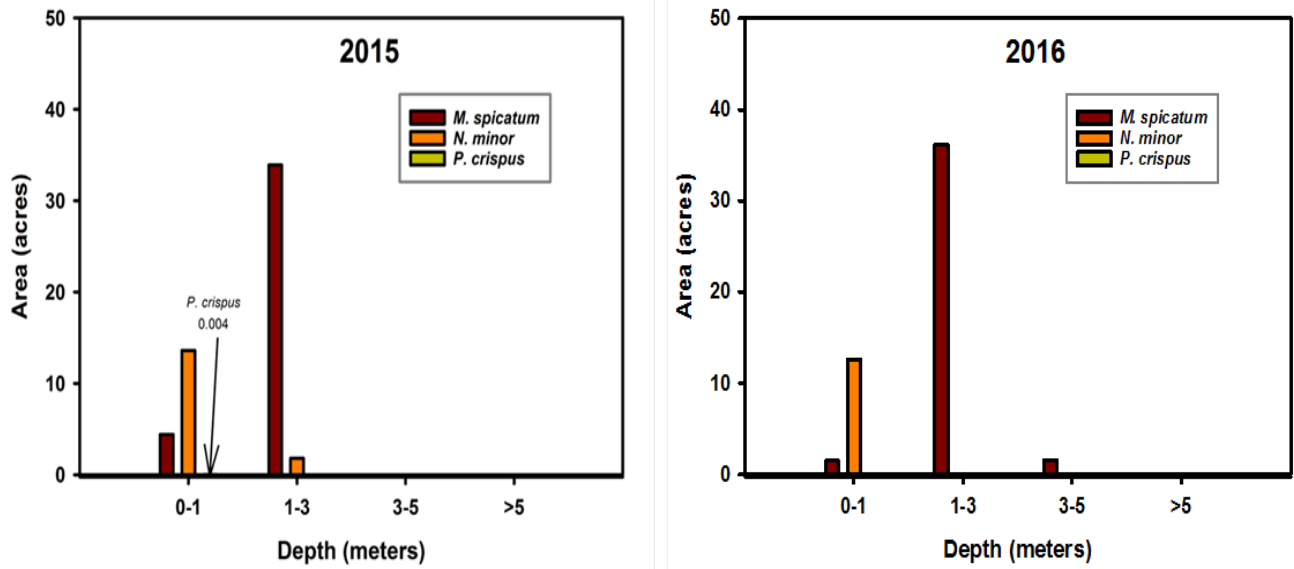 2015
M. spicatum
N. minor
P. crispus
50
40
30
20
10
0
Area (acres)
P. crispus
0.004
0-1
1-3
3-5
>5
Depth (meters)
2016
M. spicatum
N. minor
P. crispus
50
40
30
20
10
0
Area (acres)
0-1
1-3
3-5
>5
Depth (meters)